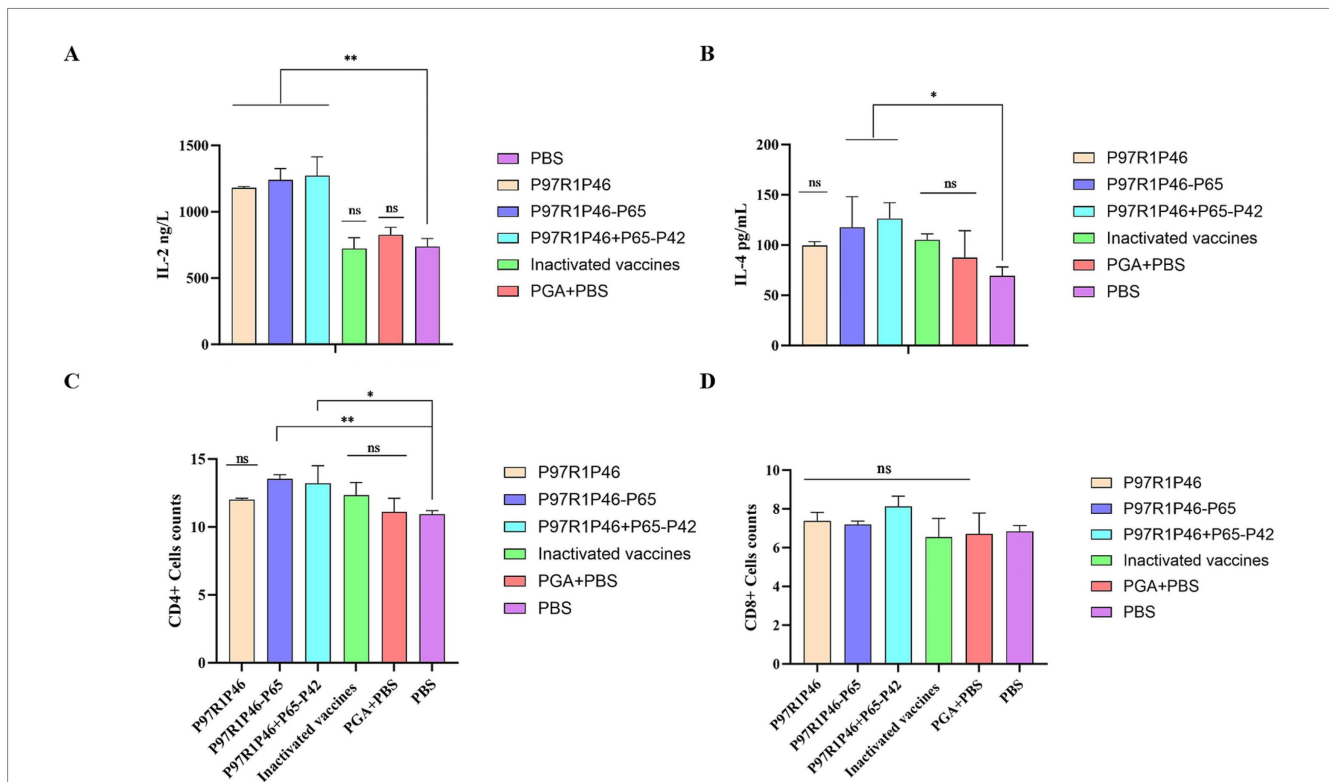 A
**
IL-2 ng/L
1500
1000
500
0
ns
ns
PBS
P97R1P46
P97R1P46-P65
P97R1P46+P65-P42
Inactivated vaccines
PGA+PBS
B
*
IL-4 pg/mL
200
150
100
50
0
ns
ns
P97R1P46
P97R1P46-P65
P97R1P46+P65-P42
Inactivated vaccines
PGA+PBS
PBS
C
*
**
CD4+ Cells counts
15
10
5
0
ns
ns
P97R1P46
P97R1P46-P65
P97R1P46+P65-P42
Inactivated vaccines
PGA+PBS
PBS
P97R1P46
P97R1P46-P65
P97R1P46+P65-P42
Inactivated vaccines
PGA+PBS
PBS
D
CD8+ Cells counts
10
8
6
4
2
0
ns
P97R1P46
P97R1P46-P65
P97R1P46+P65-P42
Inactivated vaccines
PGA+PBS
PBS
P97R1P46
P97R1P46-P65
P97R1P46+P65-P42
Inactivated vaccines
PGA+PBS
PBS